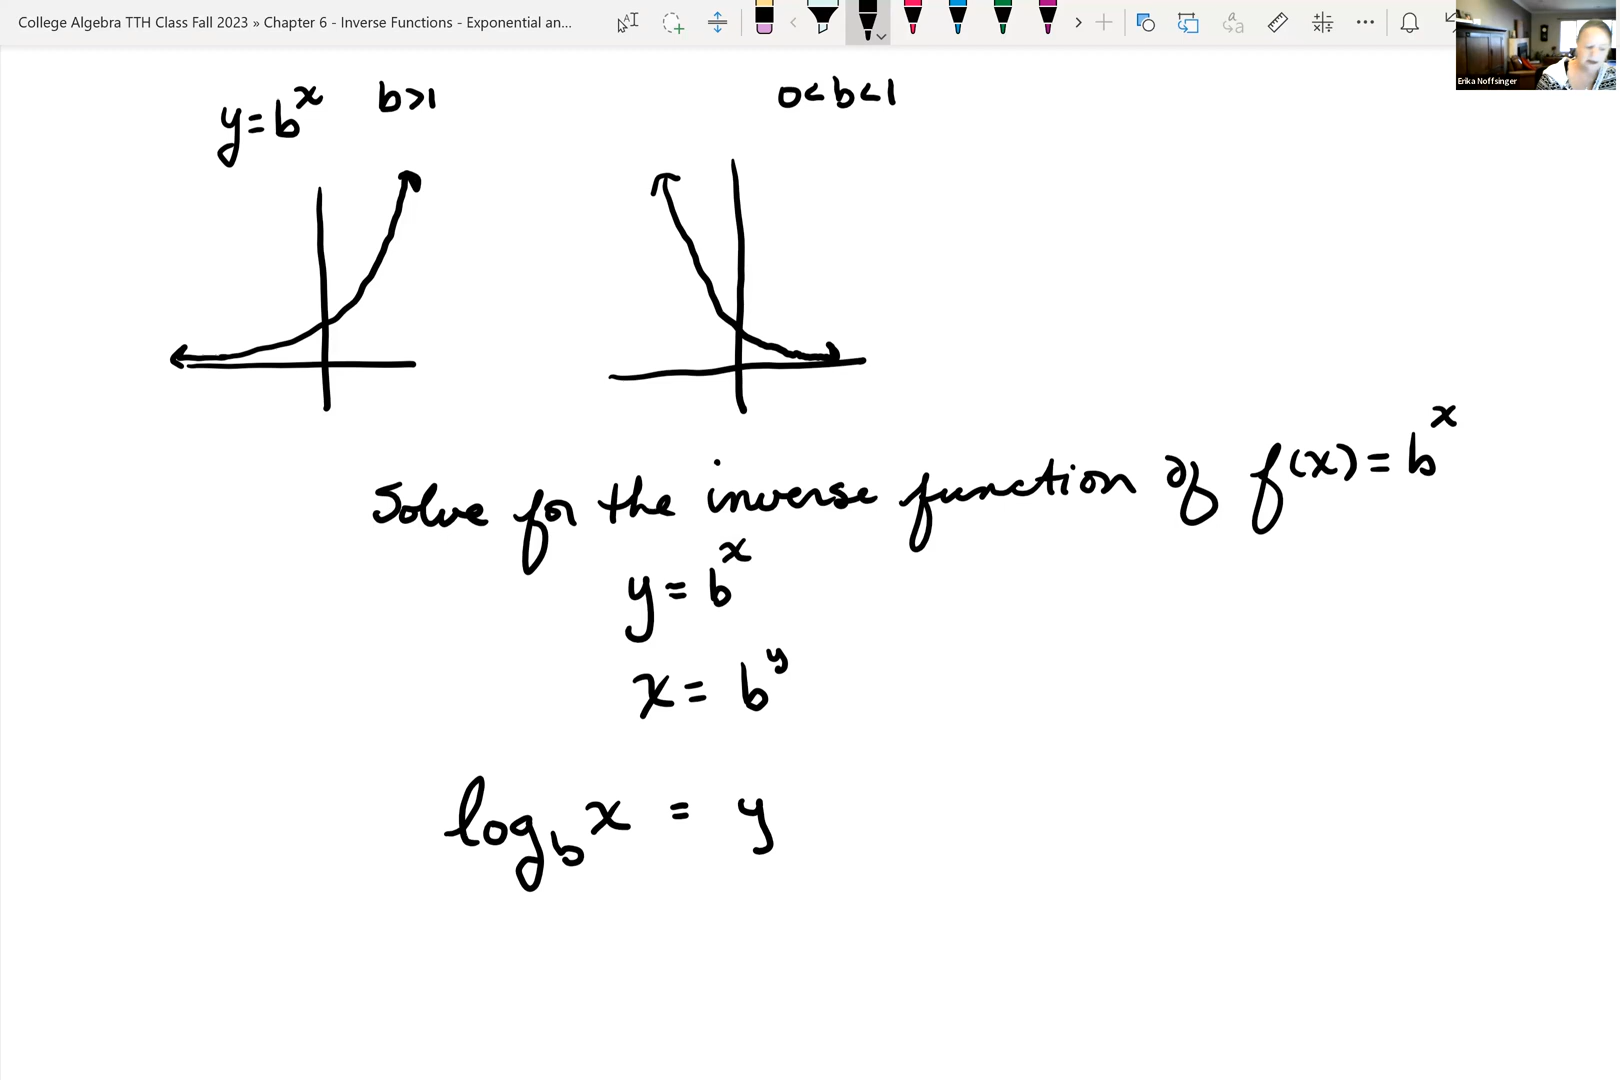 College Algebra TTH Class Fall 2023 » Chapter 6 - Inverse Functions - Exponential an...
Erika Noffsinger
y = b^x b>1 0<b<1
Solve for the inverse function of f(x) = b^x
y = b^x
x = b^y
log_b x = y